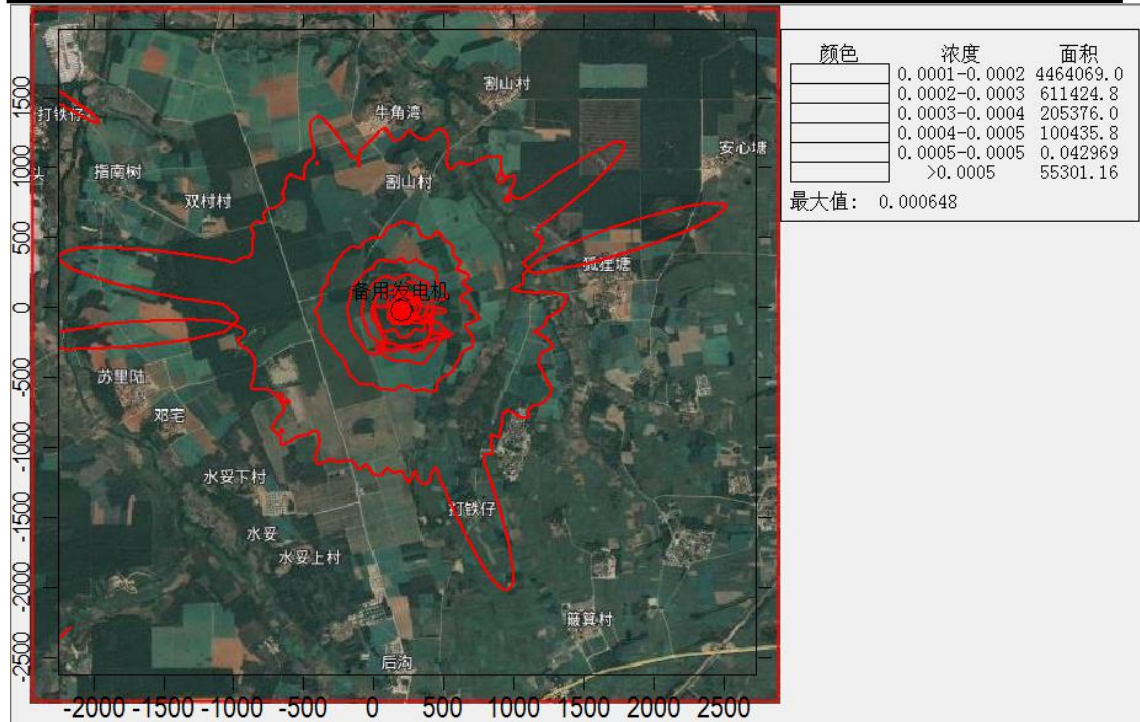 颜色 浓度 面积
0.0001-0.0002 4464069.0
0.0002-0.0003 611424.8
0.0003-0.0004 205376.0
0.0004-0.0005 100435.8
0.0005-0.0005 0.042969
>0.0005 55301.16
最大值: 0.000648
割山村
牛角湾
打铁仔
安心塘
指南树
头
割山村
双村村
狐狸塘
备用发电机
苏里陆
邓宅
水妥下村
打铁仔
水妥
水妥上村
簸箕村
后沟
1500
1000
500
0
-500
-1000
-1500
-2000
-2500
-2000 -1500 -1000 -500 0 500 1000 1500 2000 2500